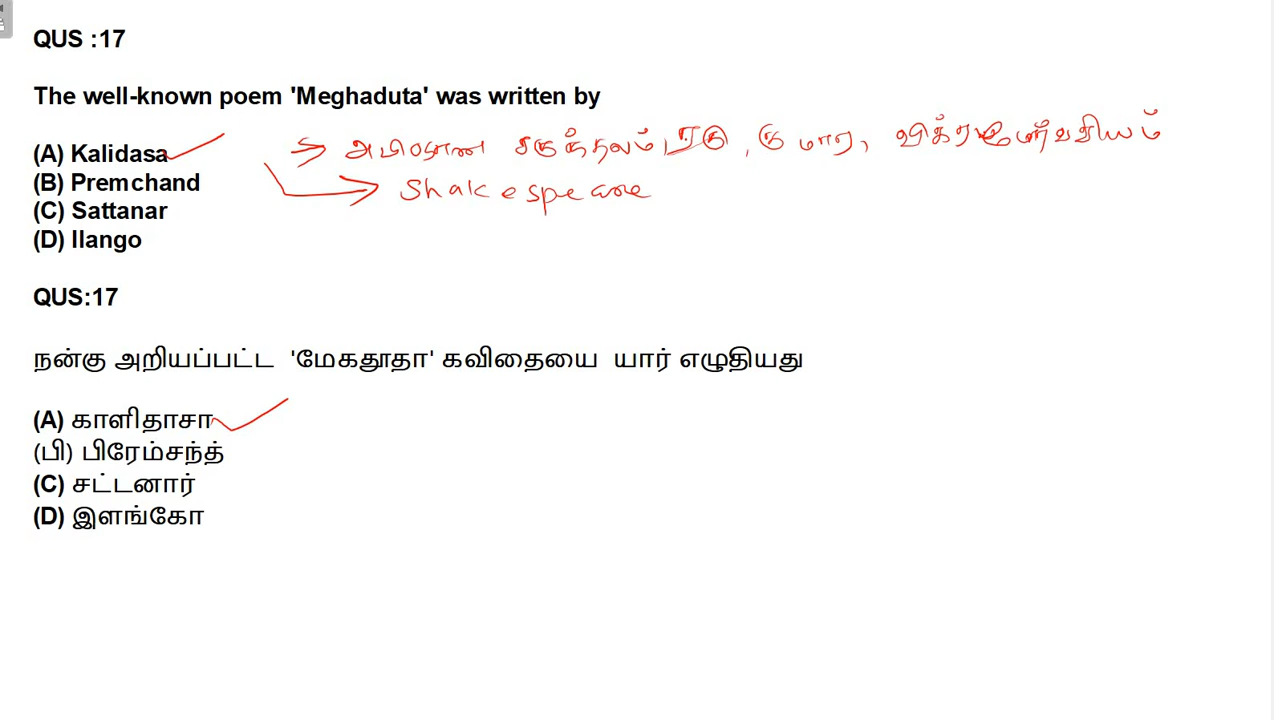 QUS :17
The well-known poem 'Meghaduta' was written by
(A) Kalidasa
அபிஞான சகுந்தலம், ரகு, குமார, விக்ரமஊர்வசியம்
(B) Premchand
Shakespeare
(C) Sattanar
(D) Ilango
QUS:17
நன்கு அறியப்பட்ட 'மேகதூதா' கவிதையை யார் எழுதியது
(A) காளிதாசா
(பி) பிரேம்சந்த்
(C) சட்டனார்
(D) இளங்கோ